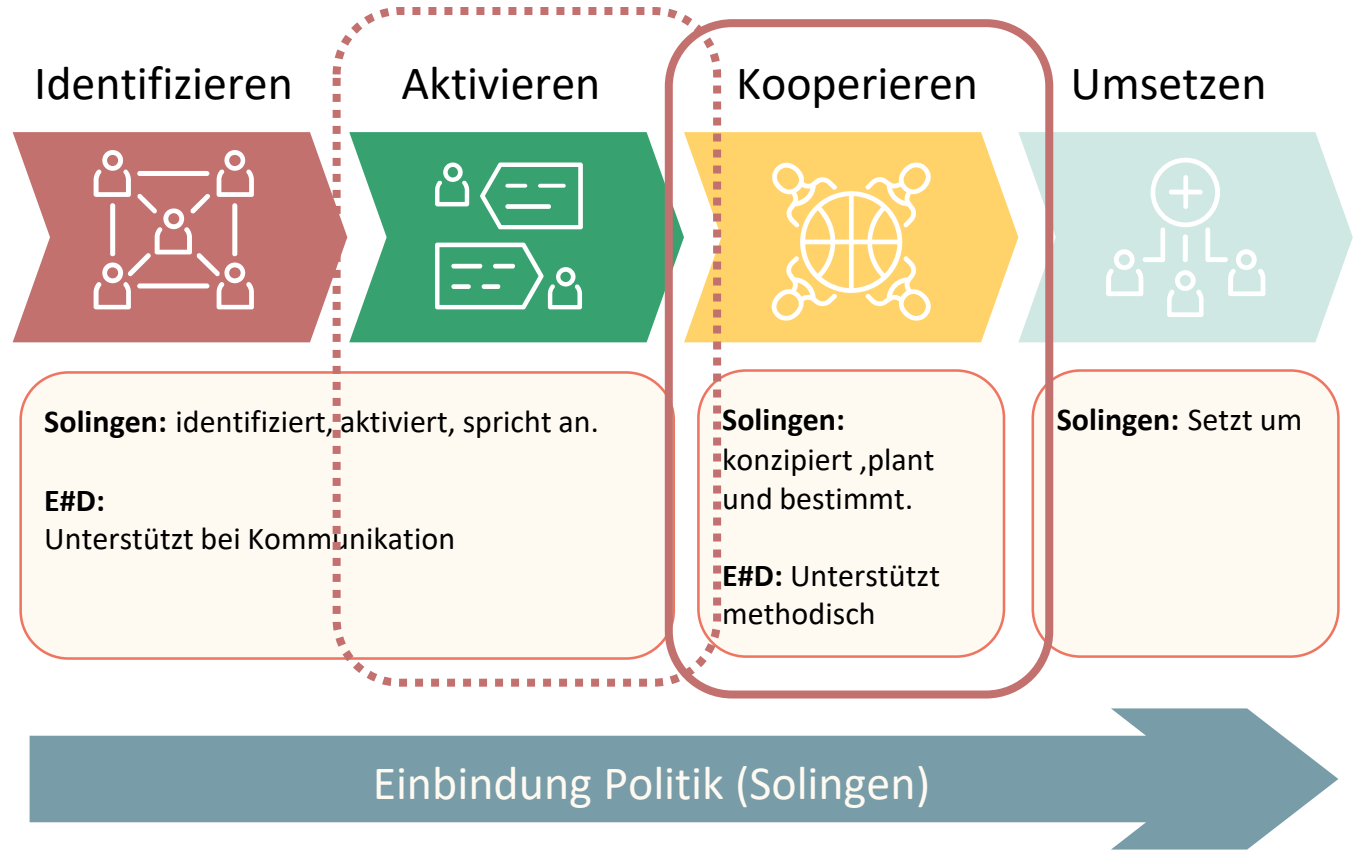 Identifizieren
Aktivieren
Kooperieren
Umsetzen
Solingen: identifiziert, aktiviert, spricht an.
E#D:
Unterstützt bei Kommunikation
Solingen:
konzipiert ,plant
und bestimmt.
E#D: Unterstützt
methodisch
Solingen: Setzt um
Einbindung Politik (Solingen)